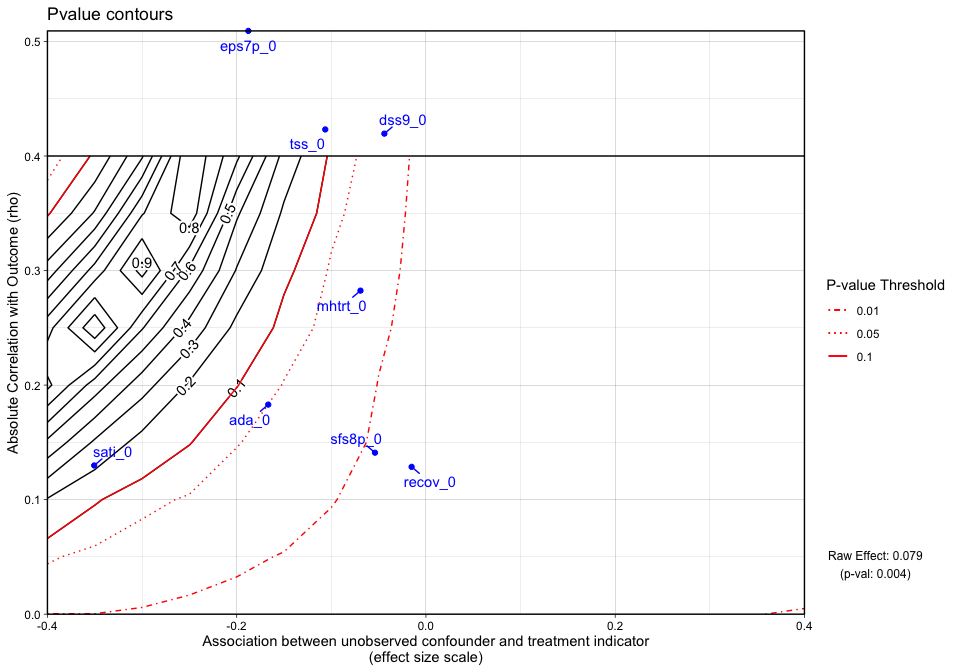 Pvalue contours
0.5
0.4
0.3
0.2
0.1
0.0
Absolute Correlation with Outcome (rho)
eps7p_0
tss_0
dss9_0
mhtrt_0
ada_0
sati_0
sfs8p_0
recov_0
0.9
0.8
0.7
0.6
0.5
0.4
0.3
0.2
0.1
-0.4
-0.2
0.0
0.2
0.4
Association between unobserved confounder and treatment indicator
(effect size scale)
P-value Threshold
0.01
0.05
0.1
Raw Effect: 0.079
(p-val: 0.004)